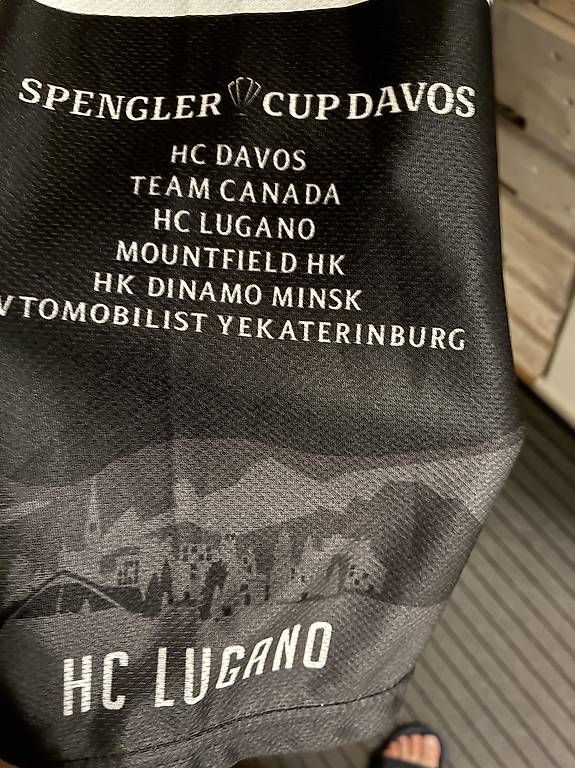 SPENGLER CUP DAVOS
HC DAVOS
TEAM CANADA
HC LUGANO
MOUNTFIELD HK
HK DINAMO MINSK
VTOMOBILIST YEKATERINBURG
HC LUGANO